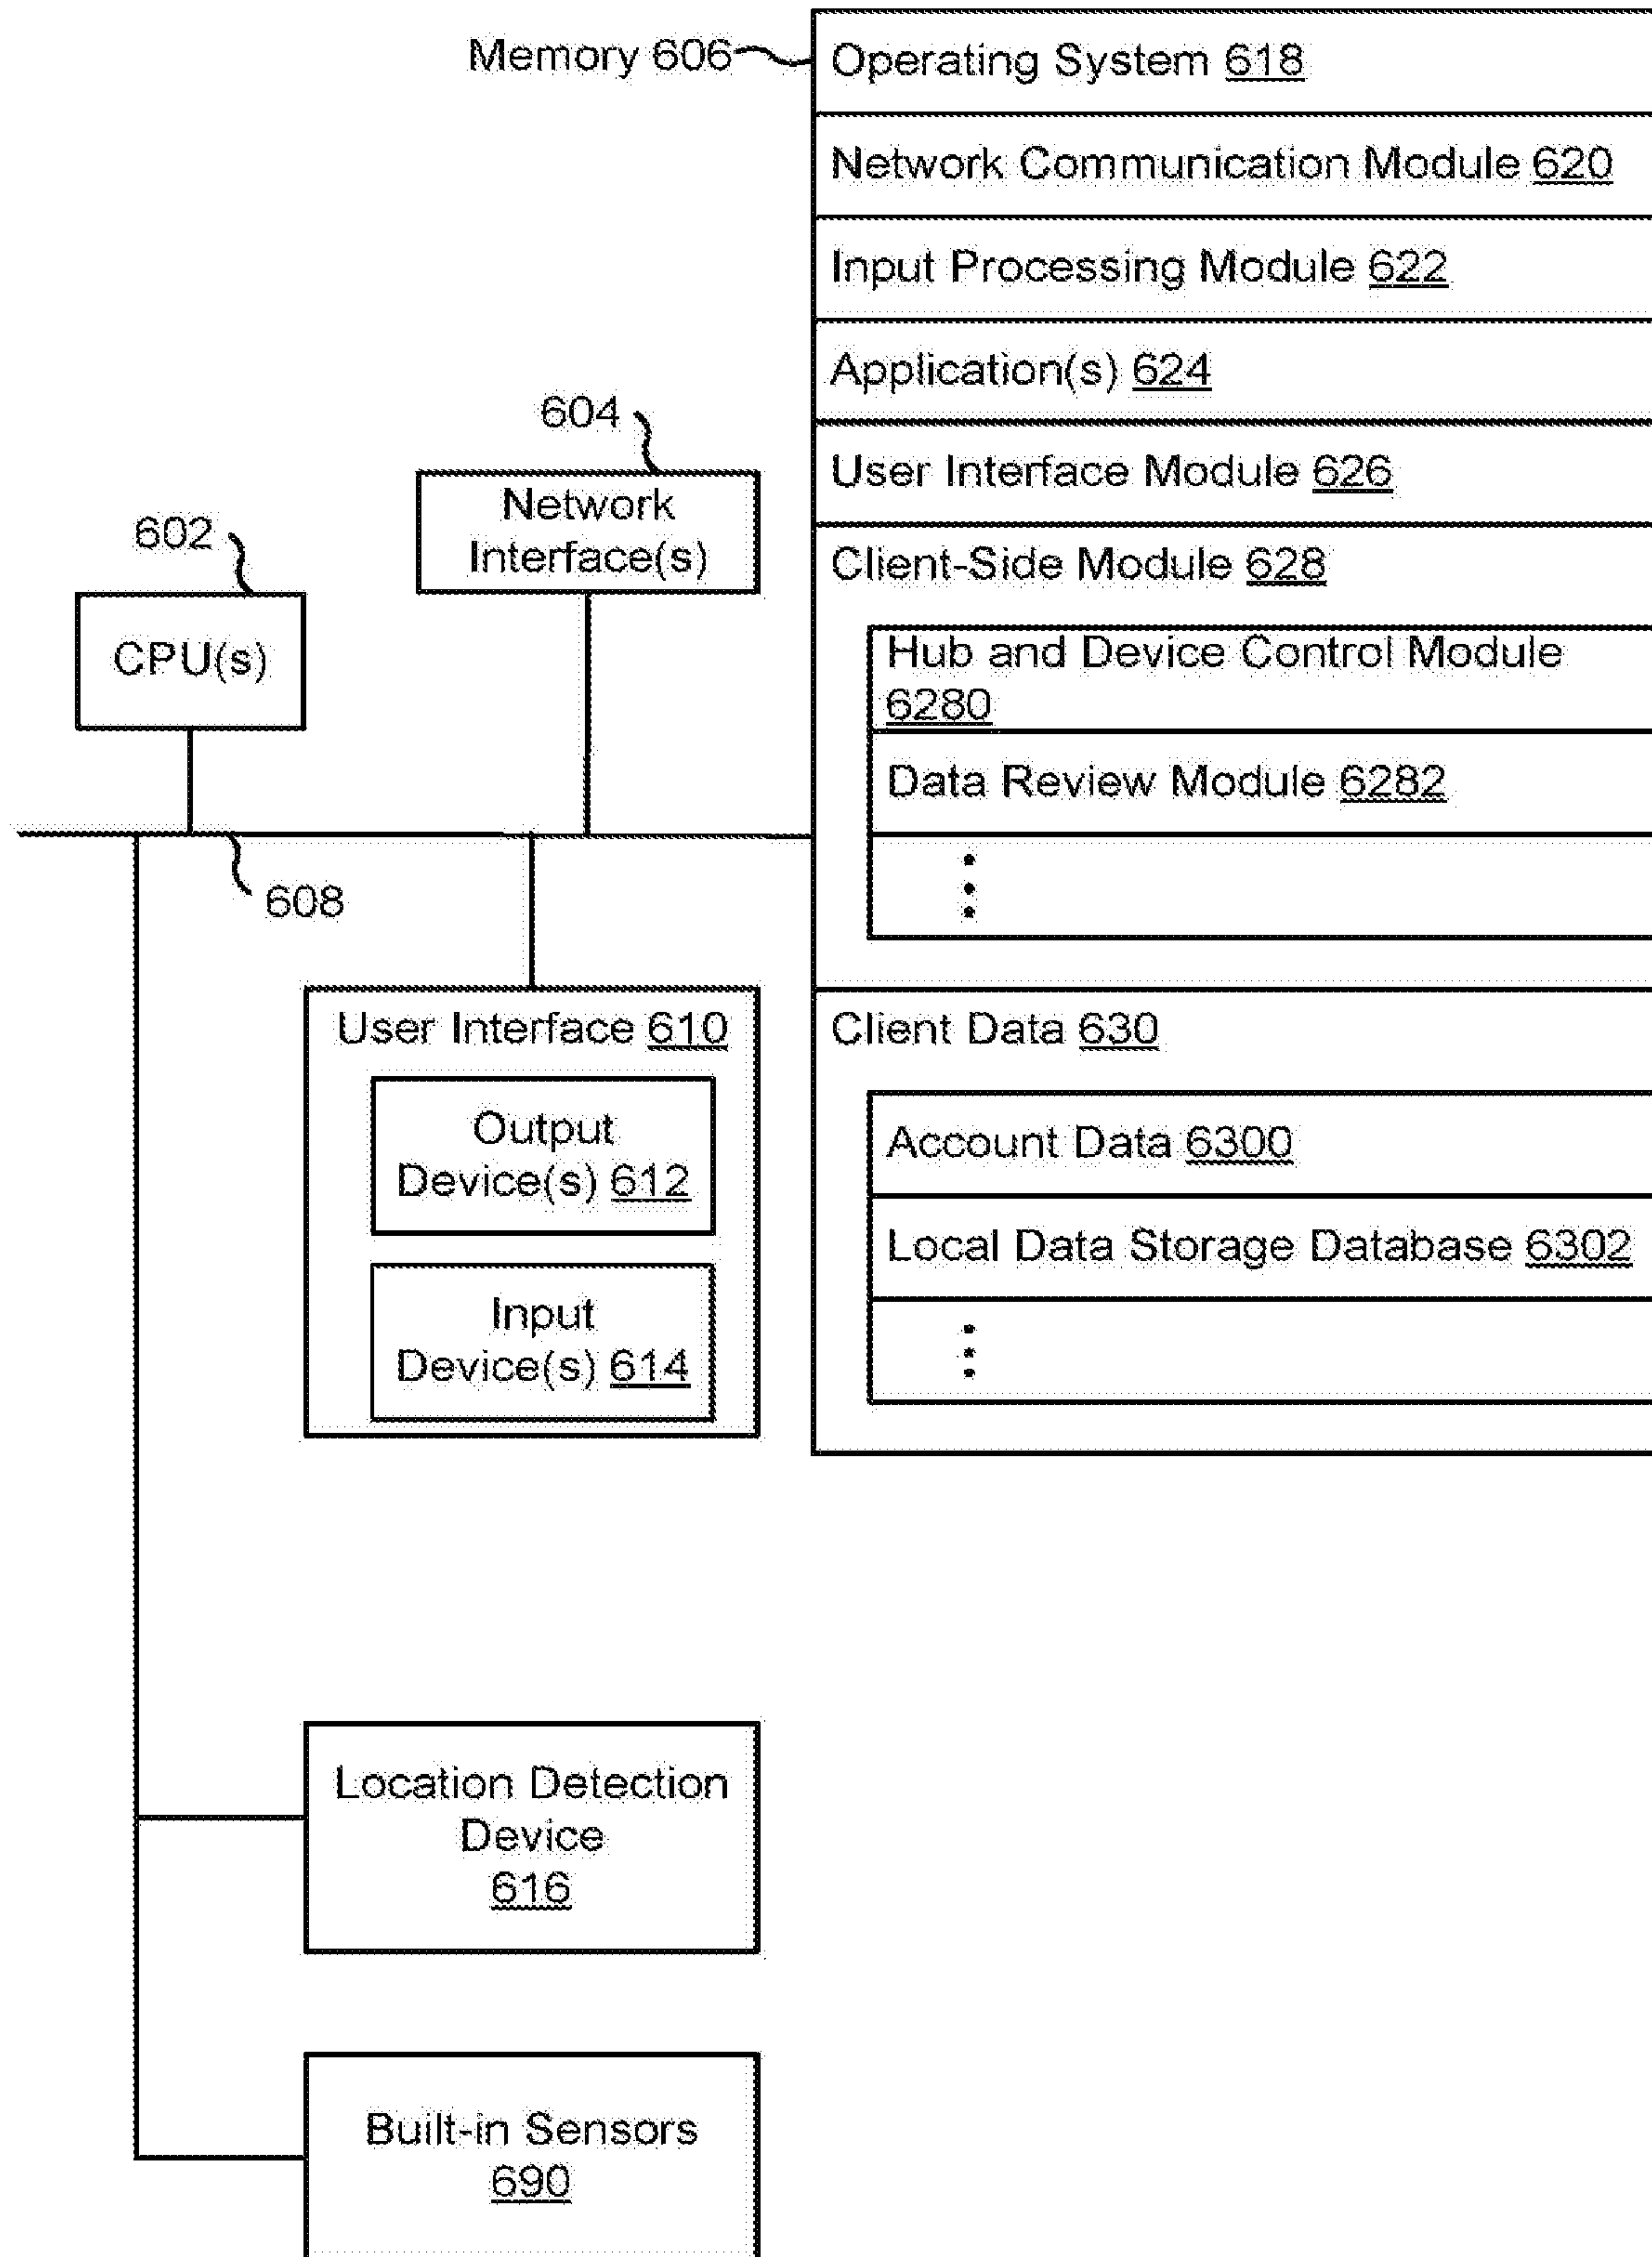 Memory 606
Operating System 618
Network Communication Module 620
Input Processing Module 622
Application(s) 624
User Interface Module 626
Client-Side Module 628
Hub and Device Control Module
6280
Data Review Module 6282
Client Data 630
Account Data 6300
Local Data Storage Database 6302
604
Network
Interface(s)
602
CPU(s)
608
User Interface 610
Output
Device(s) 612
Input
Device(s) 614
Location Detection
Device
616
Built-in Sensors
690